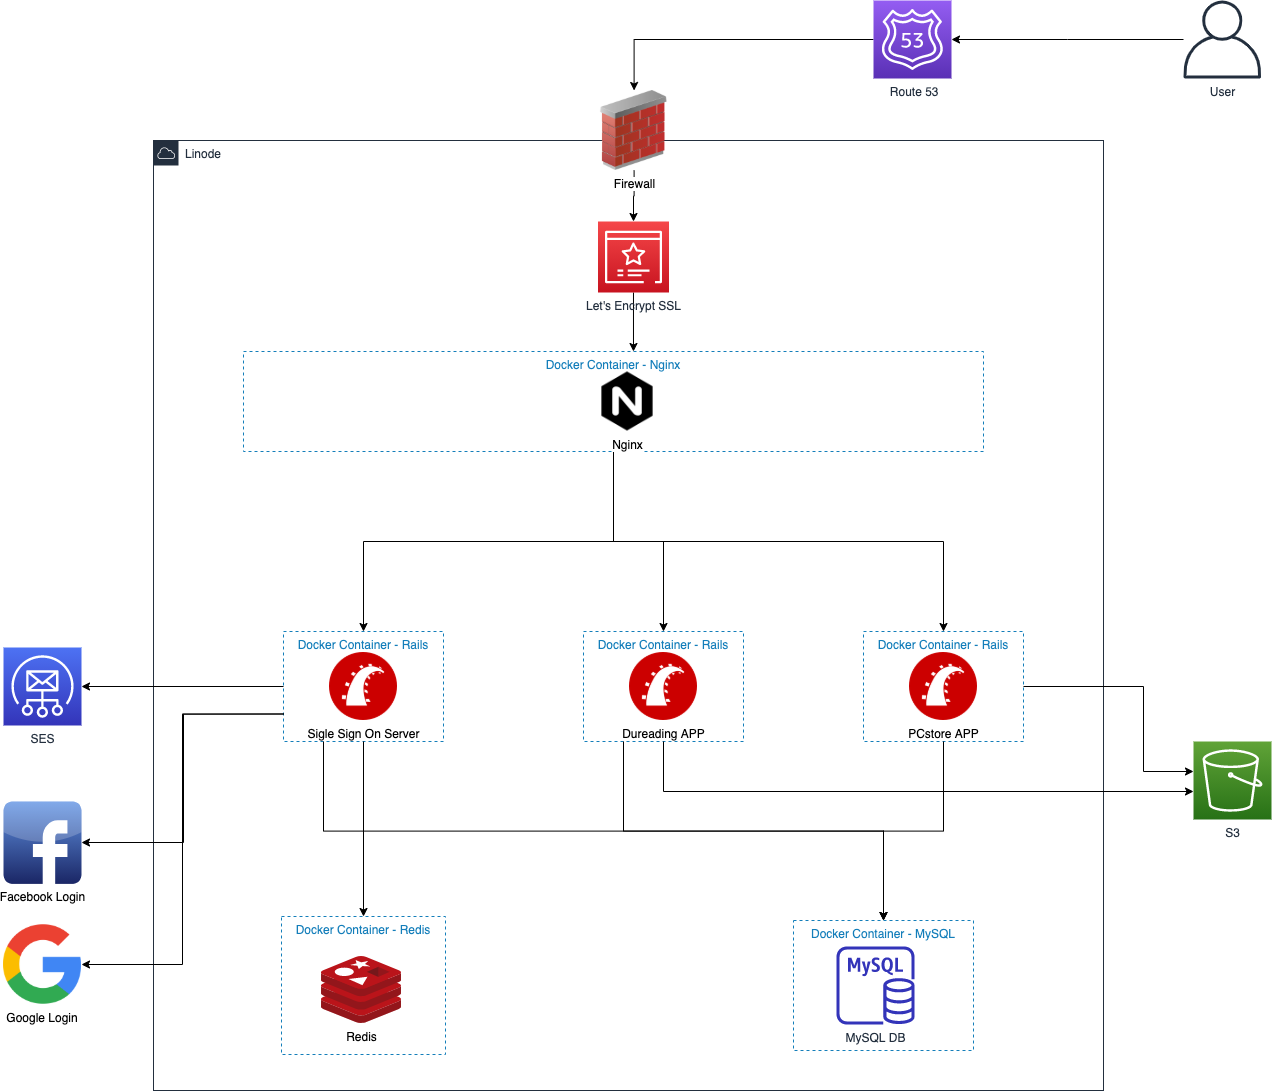 53
Route 53
User
Linode
Firewall
Let's Encrypt SSL
Docker Container - Nginx
N
Nginx
Docker Container - Rails
Docker Container - Rails
Docker Container - Rails
Sigle Sign On Server
Dureading APP
PCstore APP
SES
S3
f
Facebook Login
G
Google Login
Docker Container - Redis
Redis
Docker Container - MySQL
MySQL
MySQL DB